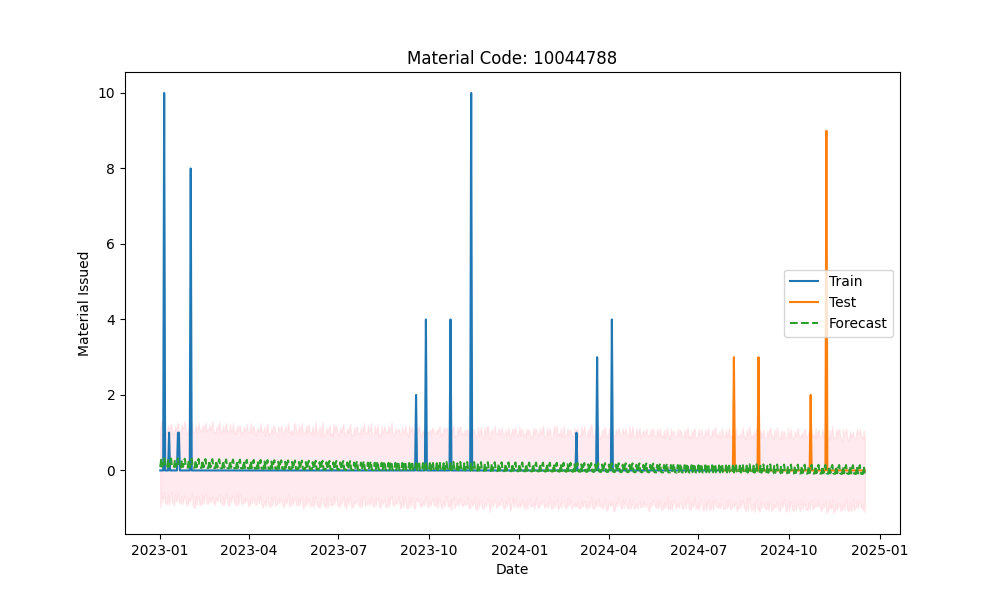 Material Code: 10044788
Material Issued
10
8
6
4
2
0
Train
Test
Forecast
2023-01 2023-04 2023-07 2023-10 2024-01 2024-04 2024-07 2024-10 2025-01
Date